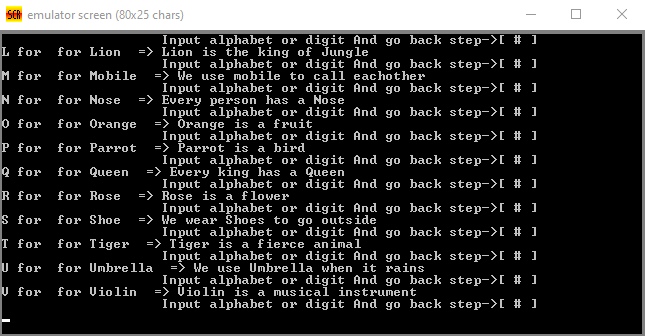 emulator screen (80x25 chars)
Input alphabet or digit And go back step->[ # ]
L for  for Lion  => Lion is the king of Jungle
Input alphabet or digit And go back step->[ # ]
M for  for Mobile  => We use mobile to call eachother
Input alphabet or digit And go back step->[ # ]
N for  for Nose  => Every person has a Nose
Input alphabet or digit And go back step->[ # ]
O for  for Orange  => Orange is a fruit
Input alphabet or digit And go back step->[ # ]
P for  for Parrot  => Parrot is a bird
Input alphabet or digit And go back step->[ # ]
Q for  for Queen  => Every king has a Queen
Input alphabet or digit And go back step->[ # ]
R for  for Rose  => Rose is a flower
Input alphabet or digit And go back step->[ # ]
S for  for Shoe  => We wear Shoes to go outside
Input alphabet or digit And go back step->[ # ]
T for  for Tiger  => Tiger is a fierce animal
Input alphabet or digit And go back step->[ # ]
U for  for Umbrella  => We use Umbrella when it rains
Input alphabet or digit And go back step->[ # ]
V for  for Violin  => Violin is a musical instrument
Input alphabet or digit And go back step->[ # ]